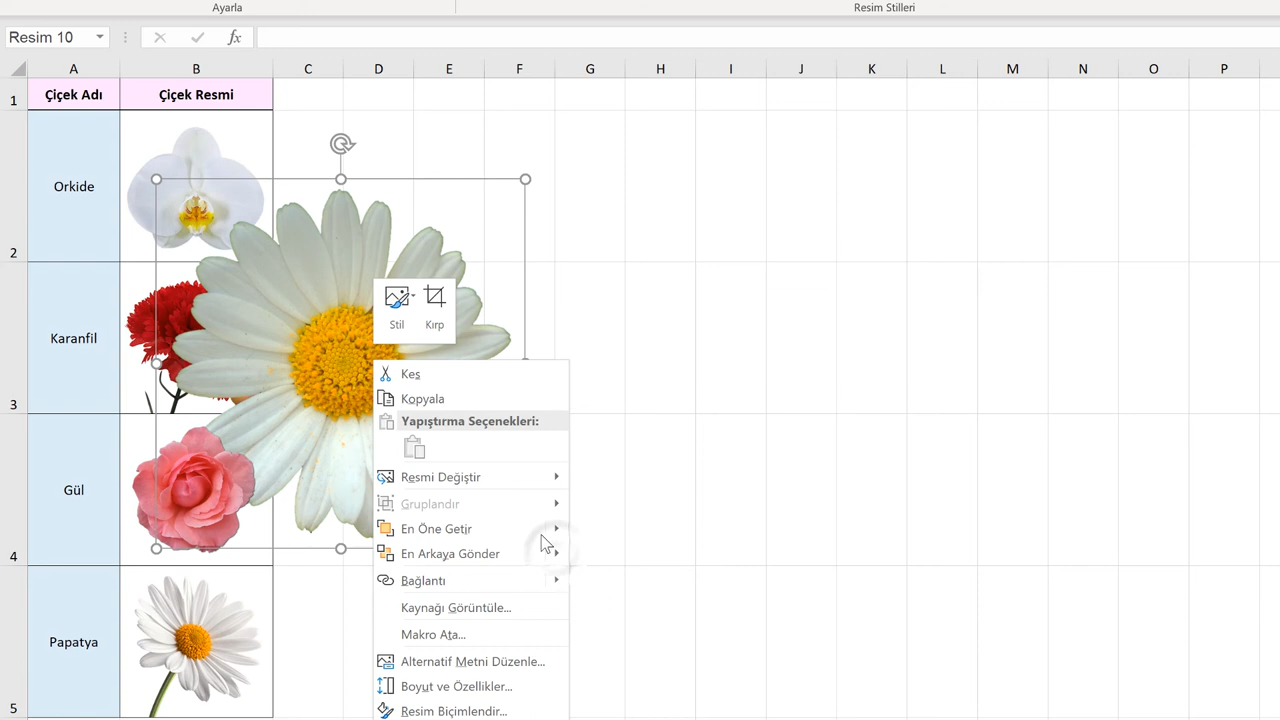 Ayarla
Resim Stilleri
Resim 10
fx
A B C D E F G H I J K L M N O P
1 Çiçek Adı Çiçek Resmi
2 Orkide
3 Karanfil
4 Gül
5 Papatya
Stil
Kırp
Kes
Kopyala
Yapıştırma Seçenekleri:
Resmi Değiştir
Gruplandır
En Öne Getir
En Arkaya Gönder
Bağlantı
Kaynağı Görüntüle...
Makro Ata...
Alternatif Metni Düzenle...
Boyut ve Özellikler...
Resim Biçimlendir...